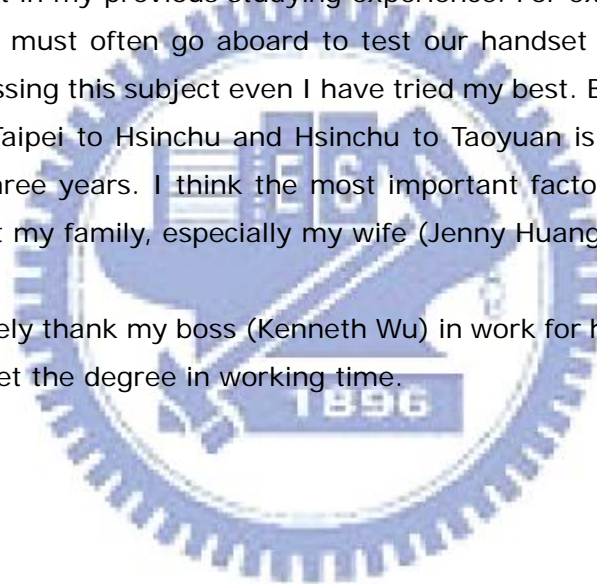 t in my previous studying experience. For ex
must often go aboard to test our handset
ssing this subject even I have tried my best. E
Taipei to Hsinchu and Hsinchu to Taoyuan is
hree years. I think the most important facto
t my family, especially my wife (Jenny Huang
ely thank my boss (Kenneth Wu) in work for h
et the degree in working time.
1896